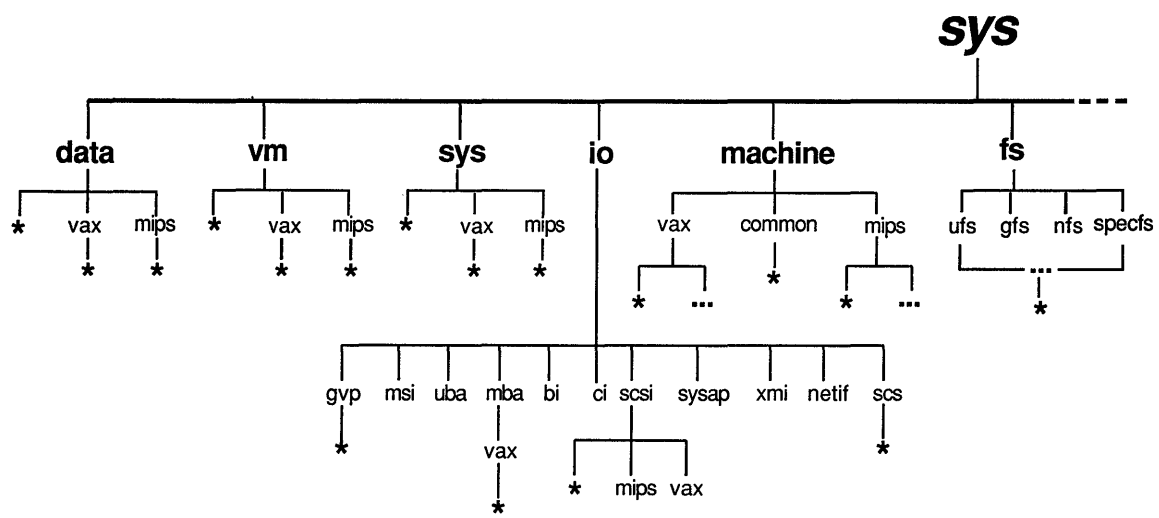 sys
data vm sys io machine fs
* vax mips * vax mips * vax mips vax common mips ufs gfs nfs specfs
* * * * * * * ... * * ... ... *
gvp msi uba mba bi ci scsi sysap xmi netif scs
* vax *
* mips vax
*